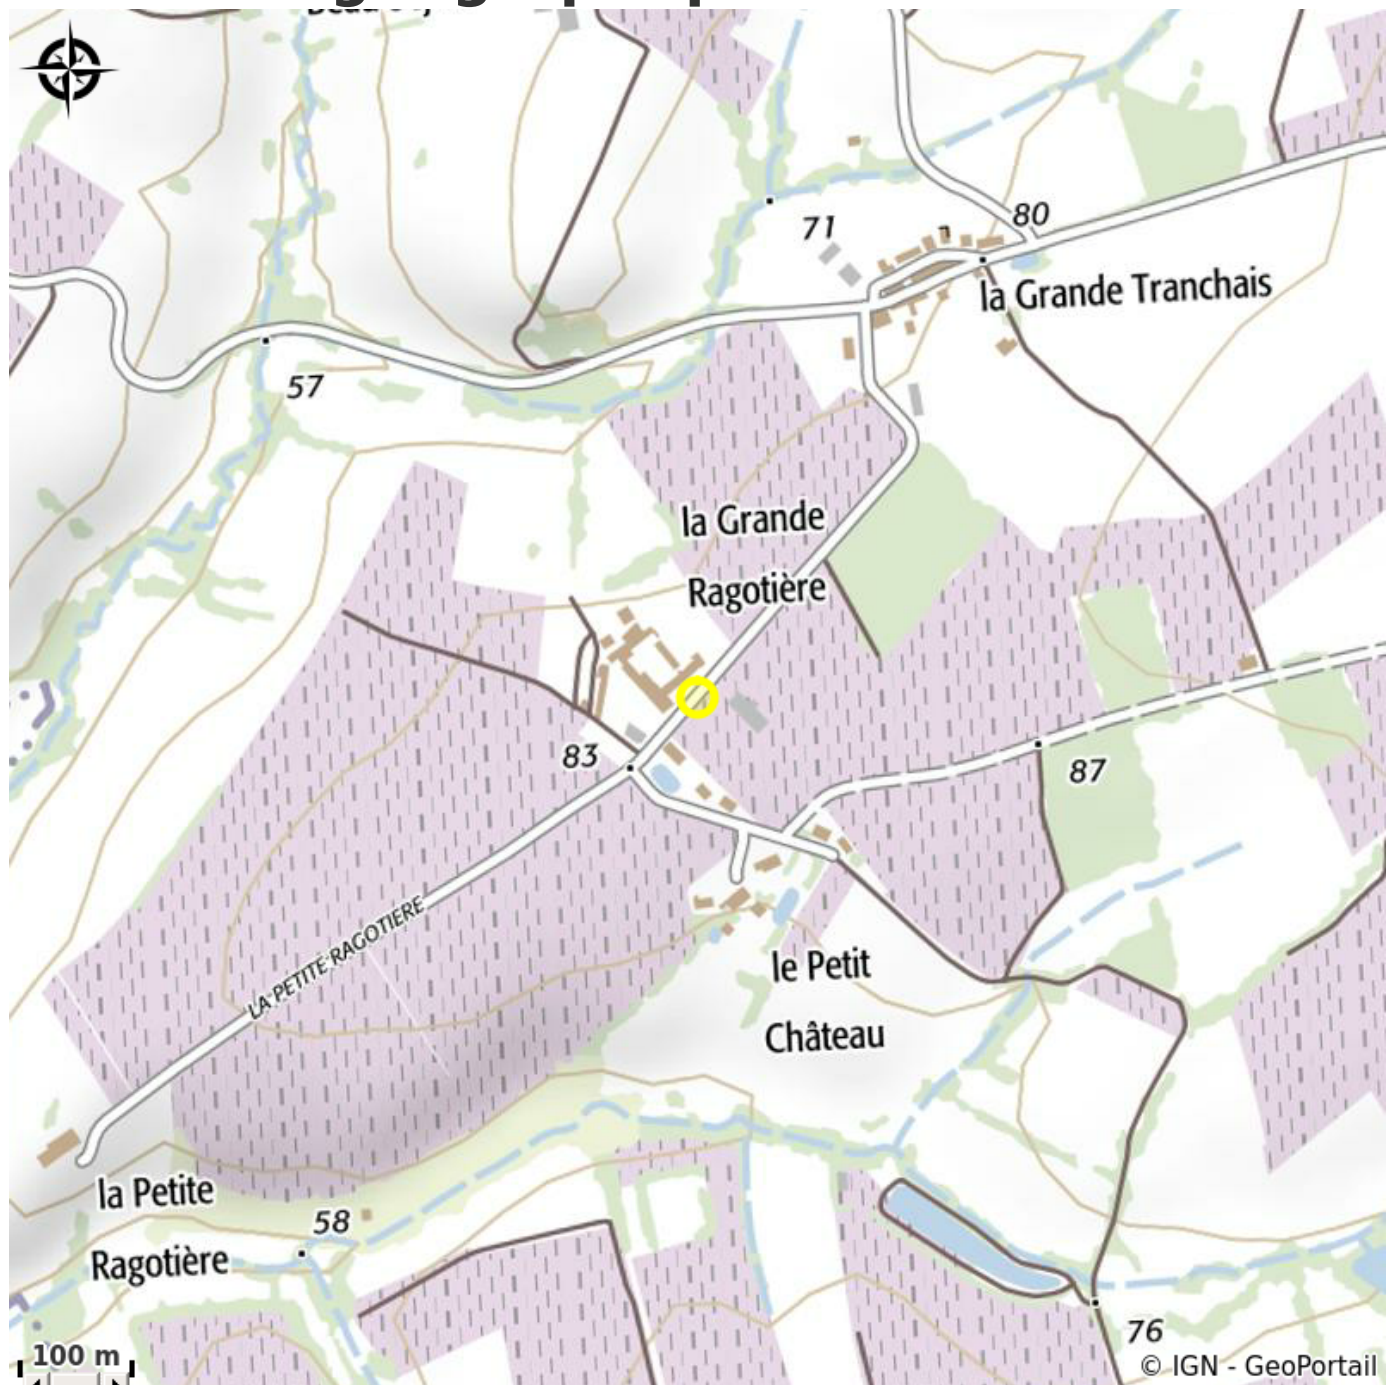 80
71
la Grande Tranchais
57
la Grande
Ragotière
83
87
LA PETITE RAGOTIERE
le Petit
Château
la Petite
Ragotière
58
76
100 m
© IGN - GeoPortail